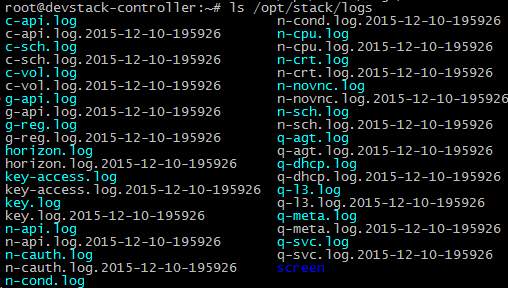 root@devstack-controller:~# ls /opt/stack/logs
c-api.log n-cond.log.2015-12-10-195926
c-api.log.2015-12-10-195926 n-cpu.log
c-sch.log n-cpu.log.2015-12-10-195926
c-sch.log.2015-12-10-195926 n-crt.log
c-vol.log n-crt.log.2015-12-10-195926
c-vol.log.2015-12-10-195926 n-novnc.log
g-api.log n-novnc.log.2015-12-10-195926
g-api.log.2015-12-10-195926 n-sch.log
g-reg.log n-sch.log.2015-12-10-195926
g-reg.log.2015-12-10-195926 q-agt.log
horizon.log q-agt.log.2015-12-10-195926
horizon.log.2015-12-10-195926 q-dhcp.log
key-access.log q-dhcp.log.2015-12-10-195926
key-access.log.2015-12-10-195926 q-l3.log
key.log q-l3.log.2015-12-10-195926
key.log.2015-12-10-195926 q-meta.log
n-api.log q-meta.log.2015-12-10-195926
n-api.log.2015-12-10-195926 q-svc.log
n-cauth.log q-svc.log.2015-12-10-195926
n-cauth.log.2015-12-10-195926 screen
n-cond.log